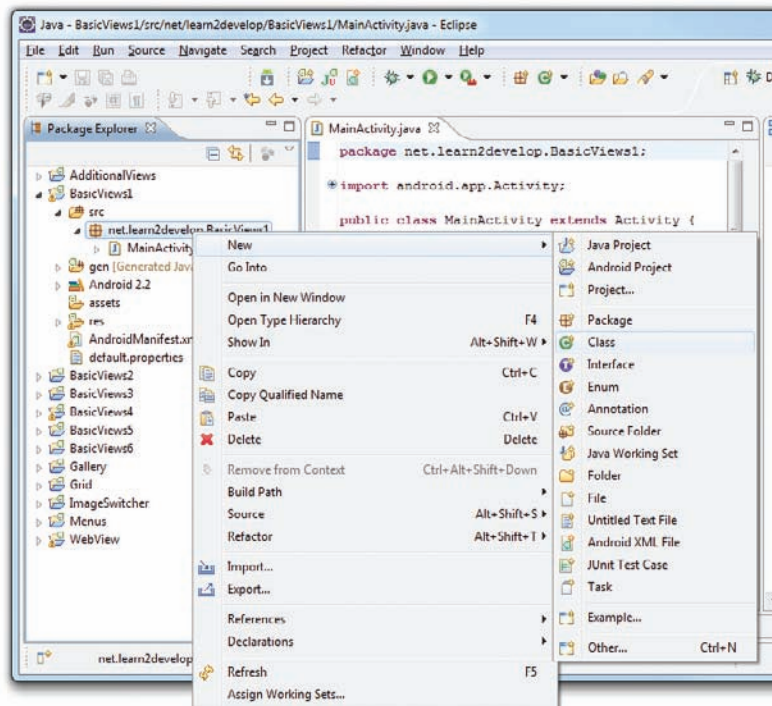 Java - BasicViews1/src/net/learn2develop/BasicViews1/MainActivity.java - Eclipse
File Edit Run Source Navigate Search Project Refactor Window Help
Package Explorer
MainActivity.java
AdditionalViews
BasicViews1
src
net.learn2develop.BasicViews1
MainActivity
gen [Generated Java
Android 2.2
assets
res
AndroidManifest.xm
default.properties
BasicViews2
BasicViews3
BasicViews4
BasicViews5
BasicViews6
Gallery
Grid
ImageSwitcher
Menus
WebView
package net.learn2develop.BasicViews1;
import android.app.Activity;
public class MainActivity extends Activity {
New
Go Into
Open in New Window
Open Type Hierarchy F4
Show In Alt+Shift+W
Copy Ctrl+C
Copy Qualified Name
Paste Ctrl+V
Delete Delete
Remove from Context Ctrl+Alt+Shift+Down
Build Path
Source Alt+Shift+S
Refactor Alt+Shift+T
Import...
Export...
References
Declarations
Refresh F5
Assign Working Sets...
Java Project
Android Project
Project...
Package
Class
Interface
Enum
Annotation
Source Folder
Java Working Set
Folder
File
Untitled Text File
Android XML File
JUnit Test Case
Task
Example...
Other... Ctrl+N
net.learn2develop